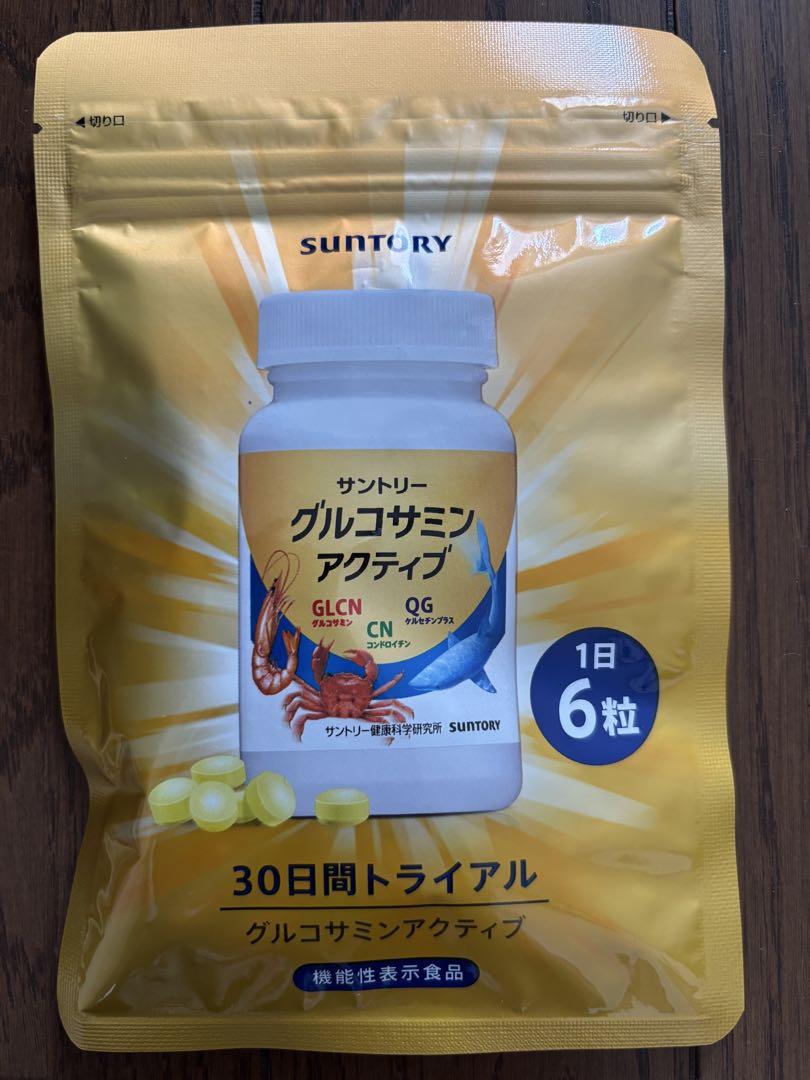 ◀切り口
切り口▶
SUNTORY
サントリー
グルコサミン
アクティブ
GLCN
グルコサミン
CN
コンドロイチン
QG
ケルセチンプラス
サントリー健康科学研究所 SUNTORY
1日
6粒
30日間トライアル
グルコサミンアクティブ
機能性表示食品